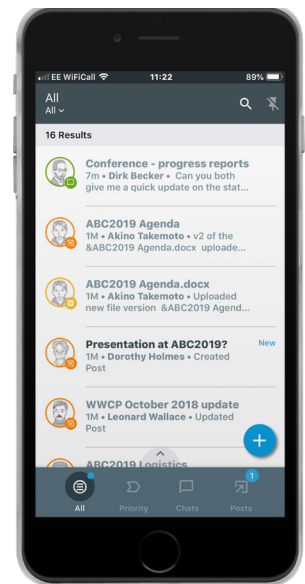 EE WiFiCall 11:22 89%
All
All
16 Results
Conference - progress reports
7m • Dirk Becker • Can you both
give me a quick update on the stat...
ABC2019 Agenda
1M • Akino Takemoto • v2 of the
&ABC2019 Agenda.docx uploade...
ABC2019 Agenda.docx
1M • Akino Takemoto • Uploaded
new file version &ABC2019 Agend...
Presentation at ABC2019? New
1M • Dorothy Holmes • Created
Post
WWCP October 2018 update
1M • Leonard Wallace • Updated
Post
ABC2019 Logistics
1
All Priority Chats Posts